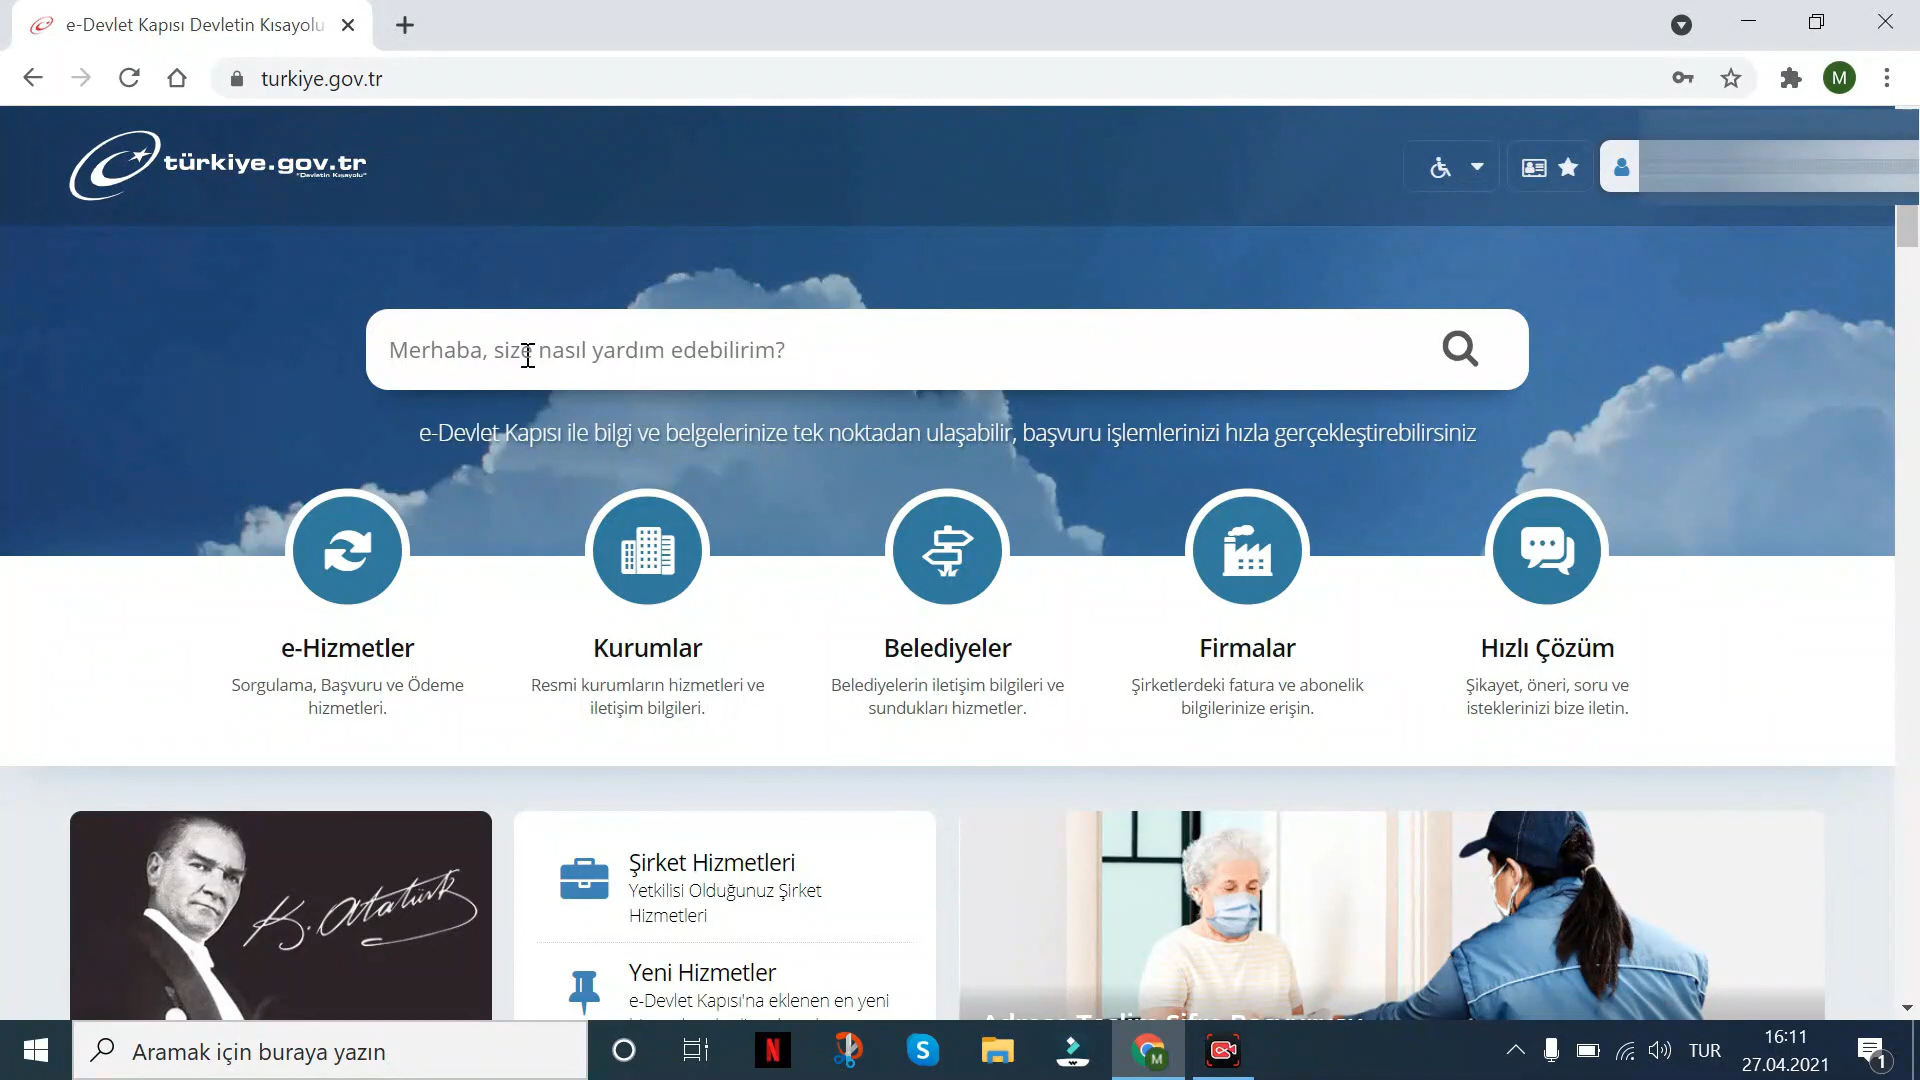 e-Devlet Kapısı Devletin Kısayolu
turkiye.gov.tr
M
türkiye.gov.tr
"Devletin Kısayolu"
Merhaba, size nasıl yardım edebilirim?
e-Devlet Kapısı ile bilgi ve belgelerinize tek noktadan ulaşabilir, başvuru işlemlerinizi hızla gerçekleştirebilirsiniz
e-Hizmetler
Sorgulama, Başvuru ve Ödeme
hizmetleri.
Kurumlar
Resmi kurumların hizmetleri ve
iletişim bilgileri.
Belediyeler
Belediyelerin iletişim bilgileri ve
sundukları hizmetler.
Firmalar
Şirketlerdeki fatura ve abonelik
bilgilerinize erişin.
Hızlı Çözüm
Şikayet, öneri, soru ve
isteklerinizi bize iletin.
K. Atatürk
Şirket Hizmetleri
Yetkilisi Olduğunuz Şirket
Hizmetleri
Yeni Hizmetler
e-Devlet Kapısı'na eklenen en yeni
Aramak için buraya yazın
N
S
M
TUR
16:11
27.04.2021
1